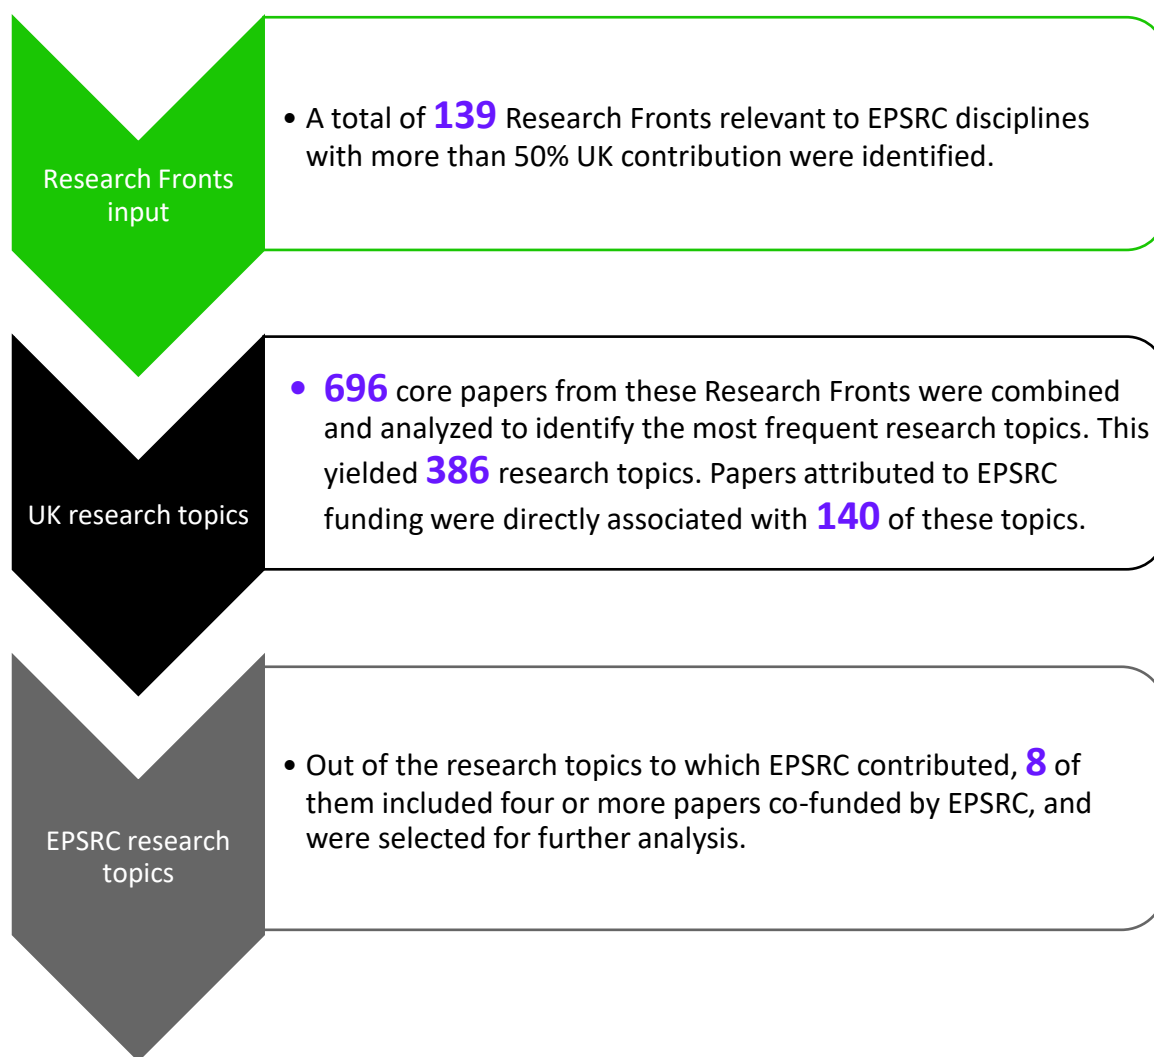 Research Fronts
input
• A total of 139 Research Fronts relevant to EPSRC disciplines
with more than 50% UK contribution were identified.
UK research topics
• 696 core papers from these Research Fronts were combined
and analyzed to identify the most frequent research topics. This
yielded 386 research topics. Papers attributed to EPSRC
funding were directly associated with 140 of these topics.
EPSRC research
topics
• Out of the research topics to which EPSRC contributed, 8 of
them included four or more papers co-funded by EPSRC, and
were selected for further analysis.